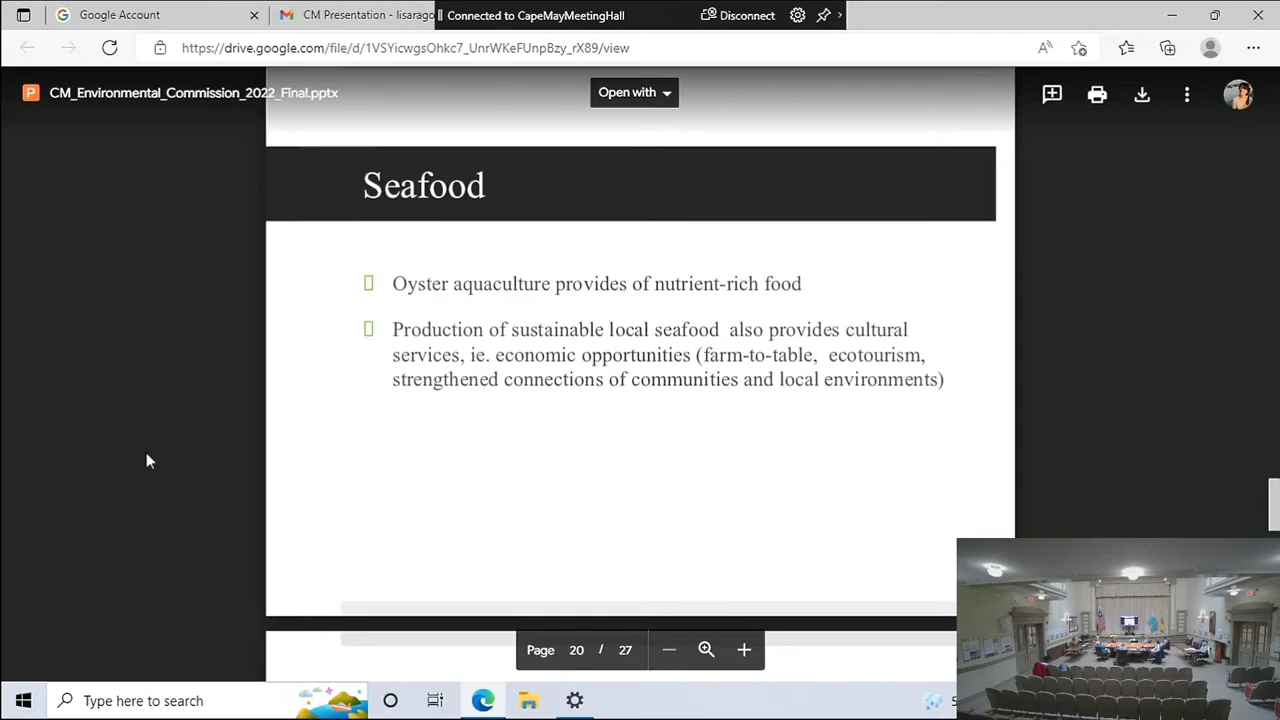 Google Account
CM Presentation - lisarago
Connected to CapeMayMeetingHall
Disconnect
https://drive.google.com/file/d/1VSYicwgsOhkc7_UnrWKeFUnpBzy_rX89/view
CM_Environmental_Commission_2022_Final.pptx
Open with
Seafood
Oyster aquaculture provides of nutrient-rich food
Production of sustainable local seafood also provides cultural
services, ie. economic opportunities (farm-to-table, ecotourism,
strengthened connections of communities and local environments)
Page 20 / 27
Type here to search